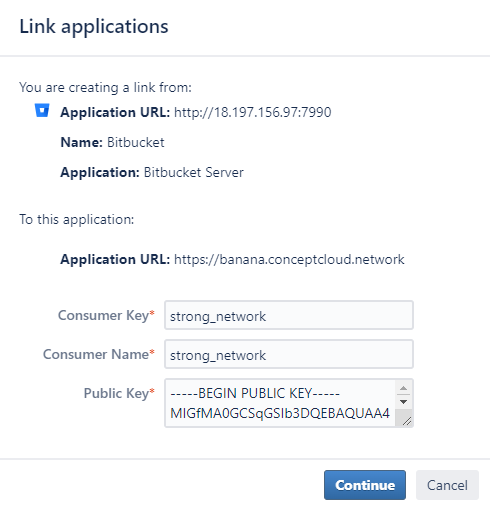 Link applications
You are creating a link from:
Application URL: http://18.197.156.97:7990
Name: Bitbucket
Application: Bitbucket Server
To this application:
Application URL: https://banana.conceptcloud.network
Consumer Key* strong_network
Consumer Name* strong_network
Public Key* -----BEGIN PUBLIC KEY-----
MIGfMA0GCSqGSIb3DQEBAQUAA4
Continue Cancel